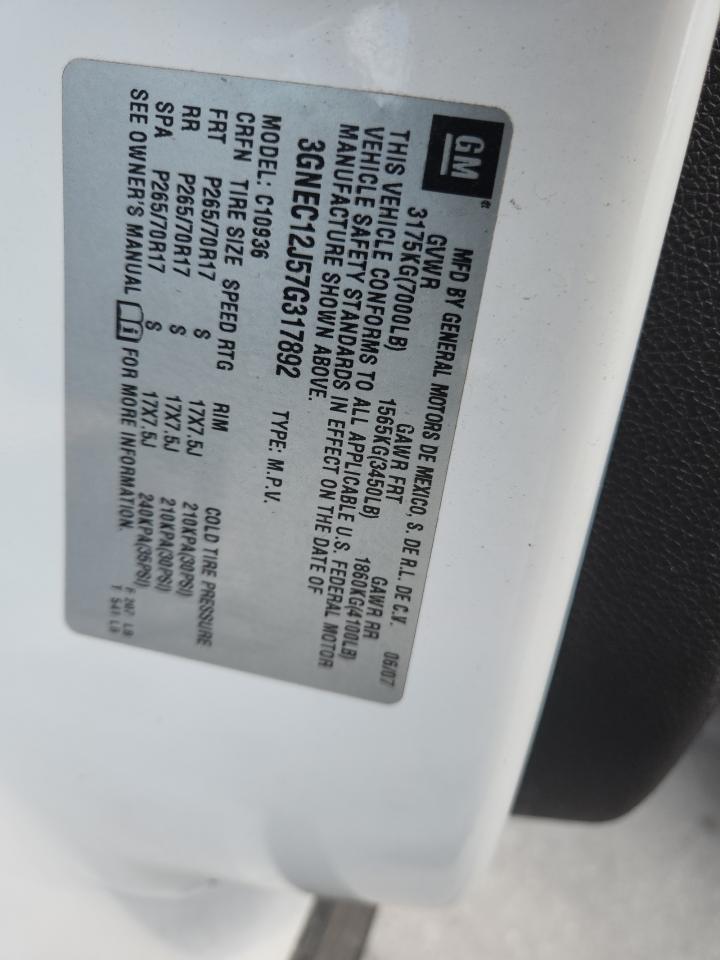 GM
MFD BY GENERAL MOTORS DE MEXICO, S. DE R.L. DE C.V. 06/07
GVWR GAWR FRT GAWR RR
3175KG(7000LB) 1565KG(3450LB) 1860KG(4100LB)
THIS VEHICLE CONFORMS TO ALL APPLICABLE U.S. FEDERAL MOTOR
VEHICLE SAFETY STANDARDS IN EFFECT ON THE DATE OF
MANUFACTURE SHOWN ABOVE.
3GNEC12J57G317892 TYPE: M.P.V.
MODEL: C10936
CRFN TIRE SIZE SPEED RTG RIM COLD TIRE PRESSURE
FRT P265/70R17 S 17X7.5J 210KPA(30PSI)
RR P265/70R17 S 17X7.5J 210KPA(30PSI)
SPA P265/70R17 S 17X7.5J 240KPA(35PSI)
SEE OWNER'S MANUAL FOR MORE INFORMATION.